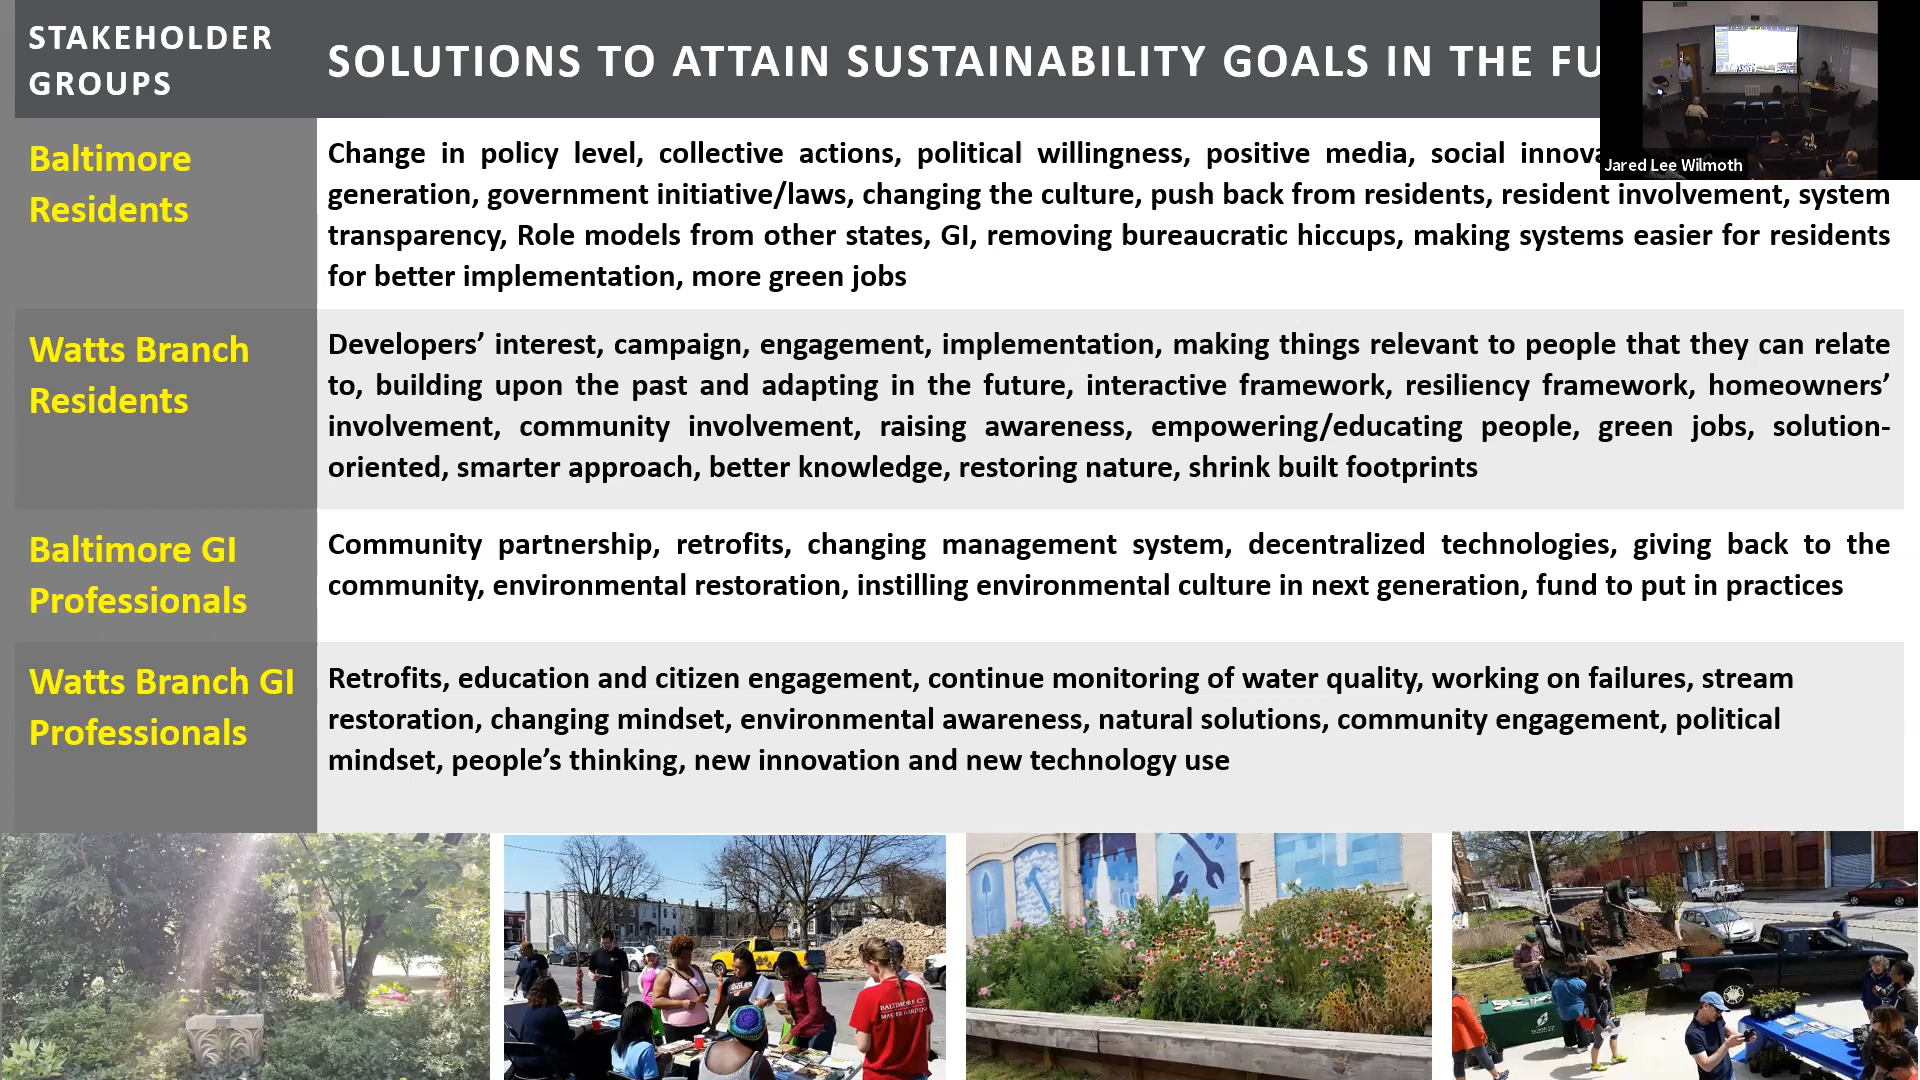 STAKEHOLDER
GROUPS
SOLUTIONS TO ATTAIN SUSTAINABILITY GOALS IN THE
Jared Lee Wilmoth
Baltimore
Residents
Change in policy level, collective actions, political willingness, positive media, social
generation, government initiative/laws, changing the culture, push back from residents, resident involvement, system
transparency, Role models from other states, GI, removing bureaucratic hiccups, making systems easier for residents
for better implementation, more green jobs
Watts Branch
Residents
Developers’ interest, campaign, engagement, implementation, making things relevant to people that they can relate
to, building upon the past and adapting in the future, interactive framework, resiliency framework, homeowners’
involvement, community involvement, raising awareness, empowering/educating people, green jobs, solution-
oriented, smarter approach, better knowledge, restoring nature, shrink built footprints
Baltimore GI
Professionals
Community partnership, retrofits, changing management system, decentralized technologies, giving back to the
community, environmental restoration, instilling environmental culture in next generation, fund to put in practices
Watts Branch GI
Professionals
Retrofits, education and citizen engagement, continue monitoring of water quality, working on failures, stream
restoration, changing mindset, environmental awareness, natural solutions, community engagement, political
mindset, people’s thinking, new innovation and new technology use
BALTIMORE CITY
MASTER GARDENER